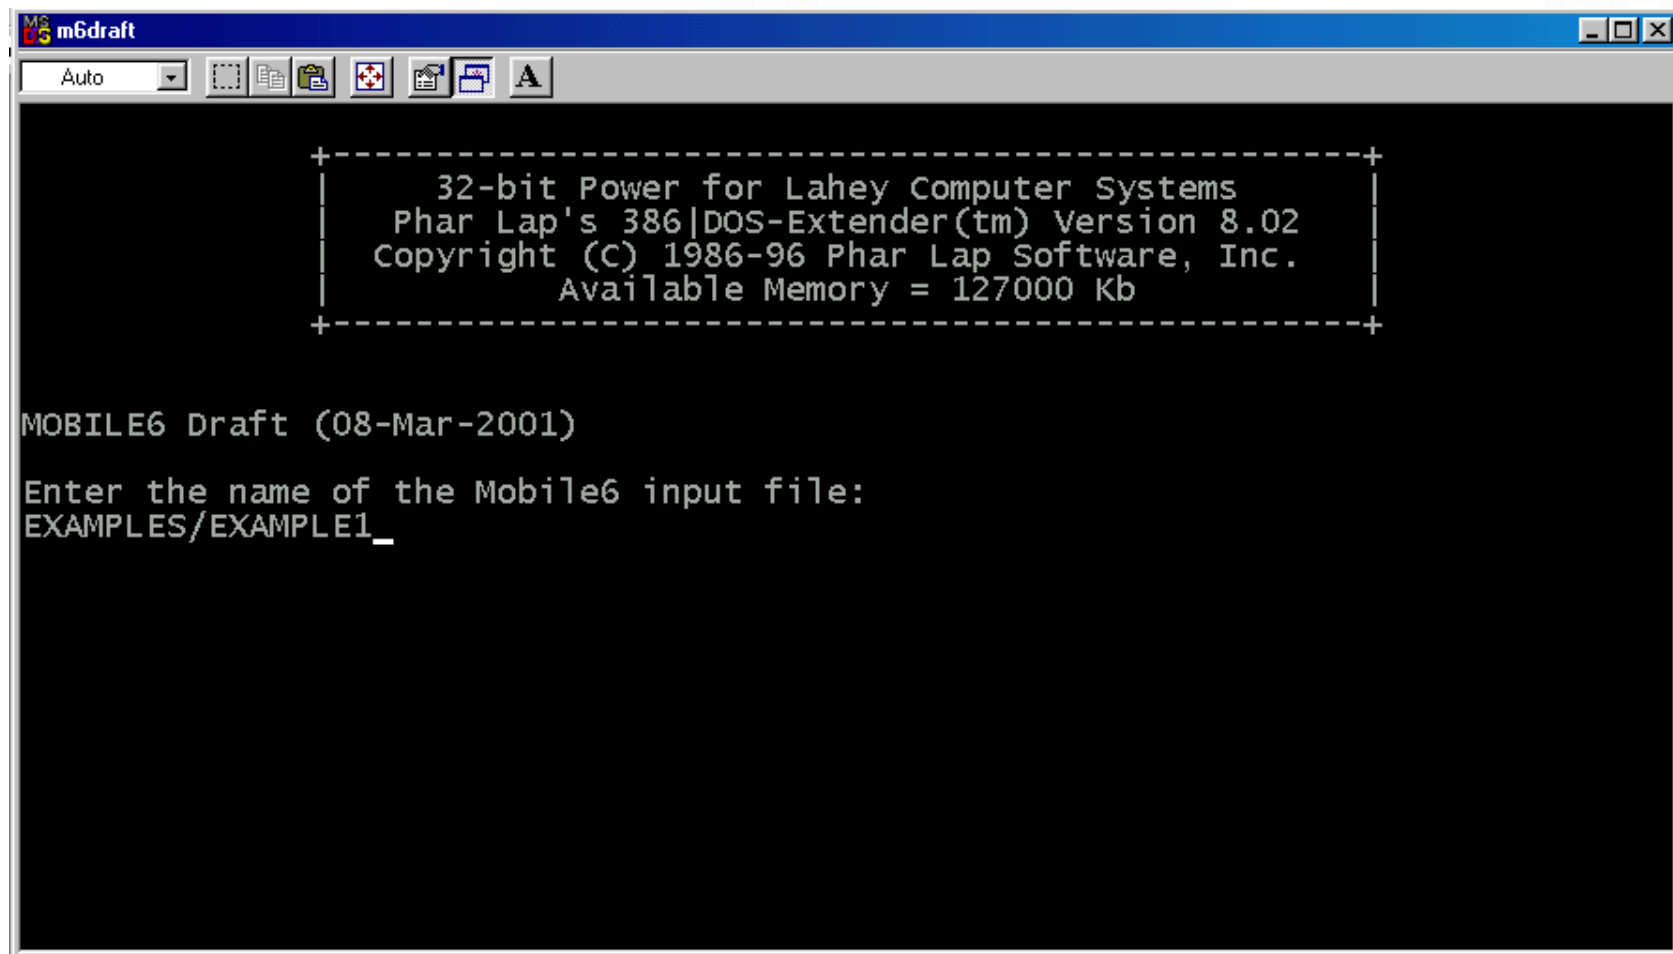 m6draft
Auto
A
+--------------------------------------------------+
| 32-bit Power for Lahey Computer Systems |
| Phar Lap's 386|DOS-Extender(tm) Version 8.02 |
| Copyright (C) 1986-96 Phar Lap Software, Inc. |
| Available Memory = 127000 Kb |
+--------------------------------------------------+
MOBILE6 Draft (08-Mar-2001)
Enter the name of the Mobile6 input file:
EXAMPLES/EXAMPLE1_